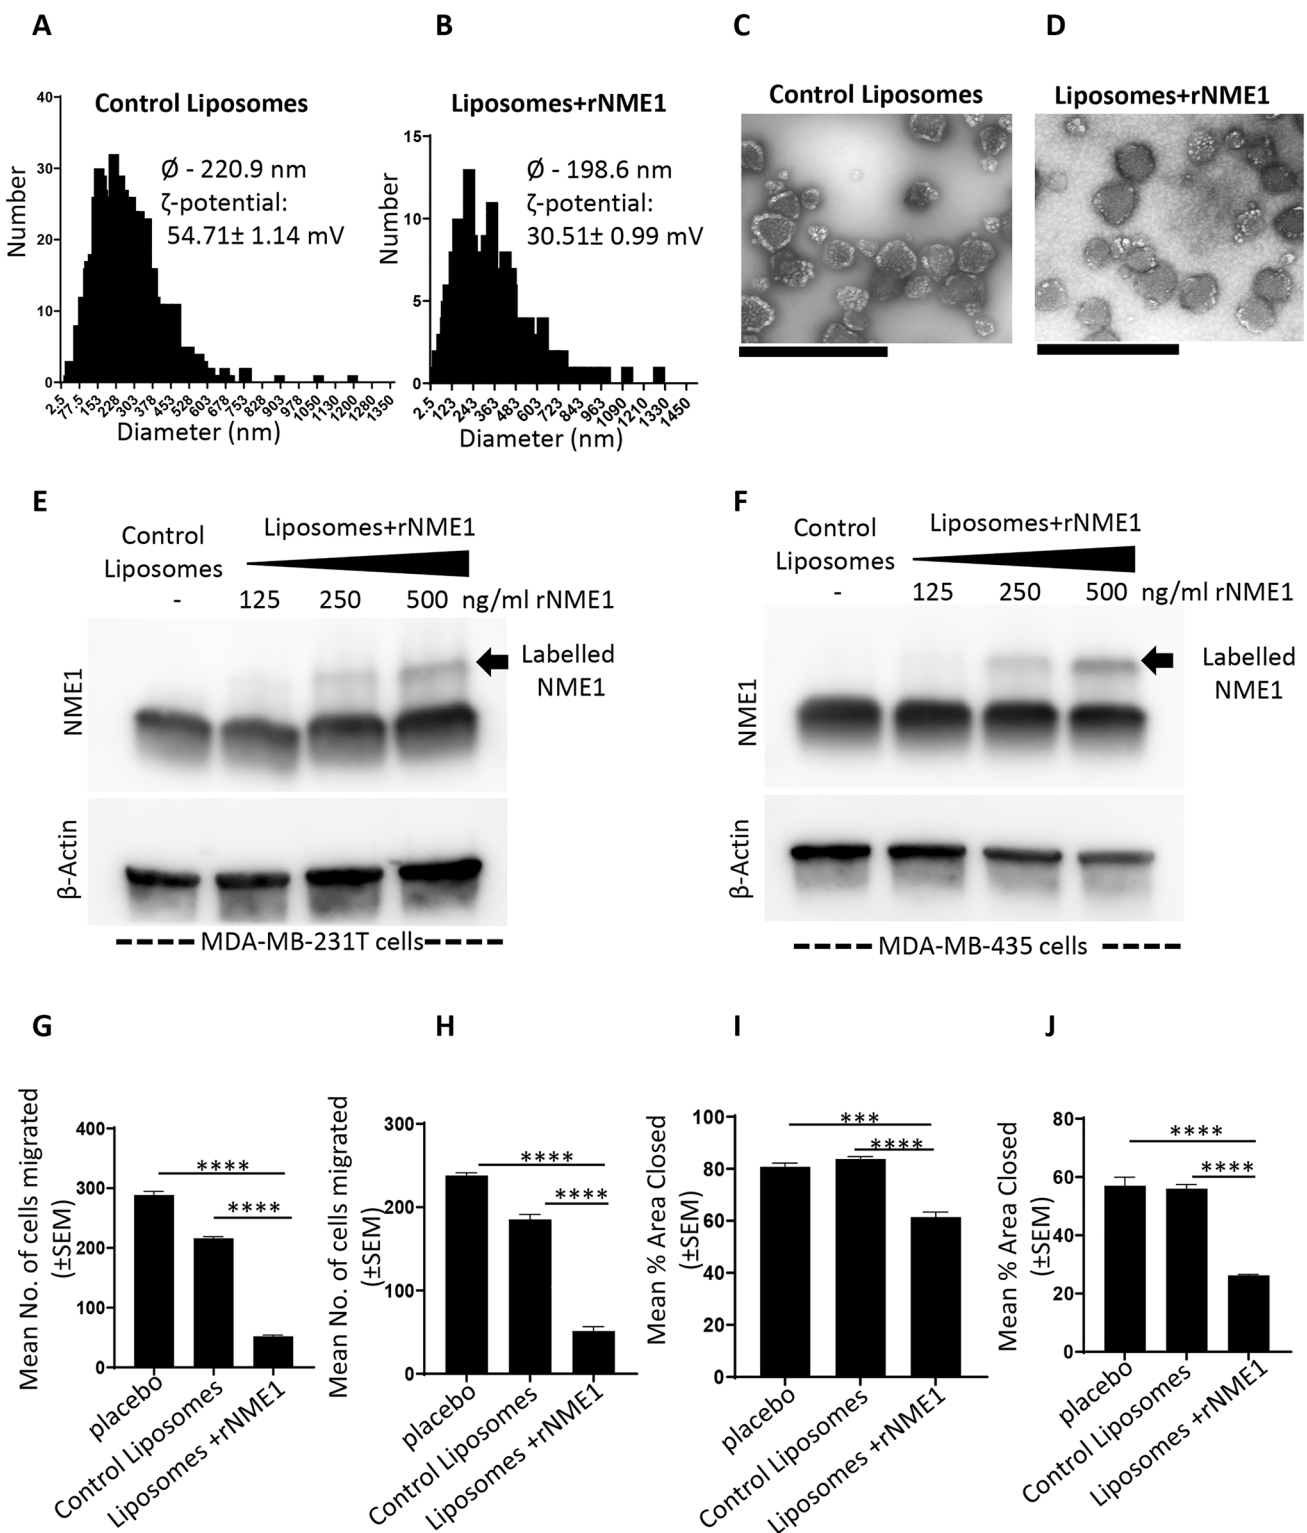 A
B
C
D
Control Liposomes
Ø - 220.9 nm
ζ-potential:
54.71± 1.14 mV
Number
40
30
20
10
0
2.5
77.5
153
228
303
378
453
528
603
678
753
828
903
978
1050
1130
1200
1280
1350
Diameter (nm)
Liposomes+rNME1
Ø - 198.6 nm
ζ-potential:
30.51± 0.99 mV
Number
15
10
5
0
2.5
123
243
363
483
603
723
843
963
1090
1210
1330
1450
Diameter (nm)
Control Liposomes
Liposomes+rNME1
E
Control
Liposomes
Liposomes+rNME1
- 125 250 500 ng/ml rNME1
NME1
Labelled
NME1
β-Actin
MDA-MB-231T cells
F
Control
Liposomes
Liposomes+rNME1
- 125 250 500 ng/ml rNME1
NME1
Labelled
NME1
β-Actin
MDA-MB-435 cells
G
Mean No. of cells migrated
(±SEM)
400
300
200
100
0
****
****
placebo
Control Liposomes
Liposomes +rNME1
H
Mean No. of cells migrated
(±SEM)
300
200
100
0
****
****
placebo
Control Liposomes
Liposomes +rNME1
I
Mean % Area Closed
(±SEM)
100
80
60
40
20
0
***
****
placebo
Control Liposomes
Liposomes +rNME1
J
Mean % Area Closed
(±SEM)
80
60
40
20
0
****
****
placebo
Control Liposomes
Liposomes +rNME1